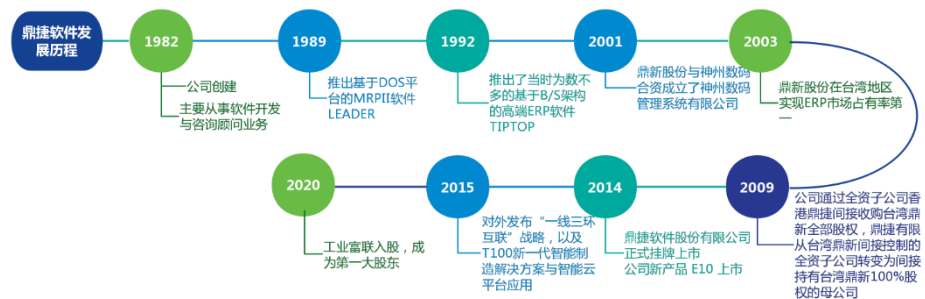 鼎捷软件发
展历程
1982
1989
1992
2001
2003
公司创建
主要从事软件开发
与咨询顾问业务
推出基于DOS平
台的MRPII软件
LEADER
推出了当时为数不
多的基于B/S架构
的高端ERP软件
TIPTOP
鼎新股份与神州数码
合资成立了神州数码
管理系统有限公司
鼎新股份在台湾地区
实现ERP市场占有率第
一
2020
2015
2014
2009
工业富联入股，成
为第一大股东
对外发布“一线三环
互联”战略，以及
T100新一代智能制
造解决方案与智能云
平台应用
鼎捷软件股份有限公司
正式挂牌上市
公司新产品 E10 上市
公司通过全资子公司香
港鼎捷间接收购台湾鼎
新全部股权，鼎捷有限
从台湾鼎新间接控制的
全资子公司转变为间接
持有台湾鼎新100%股
权的母公司